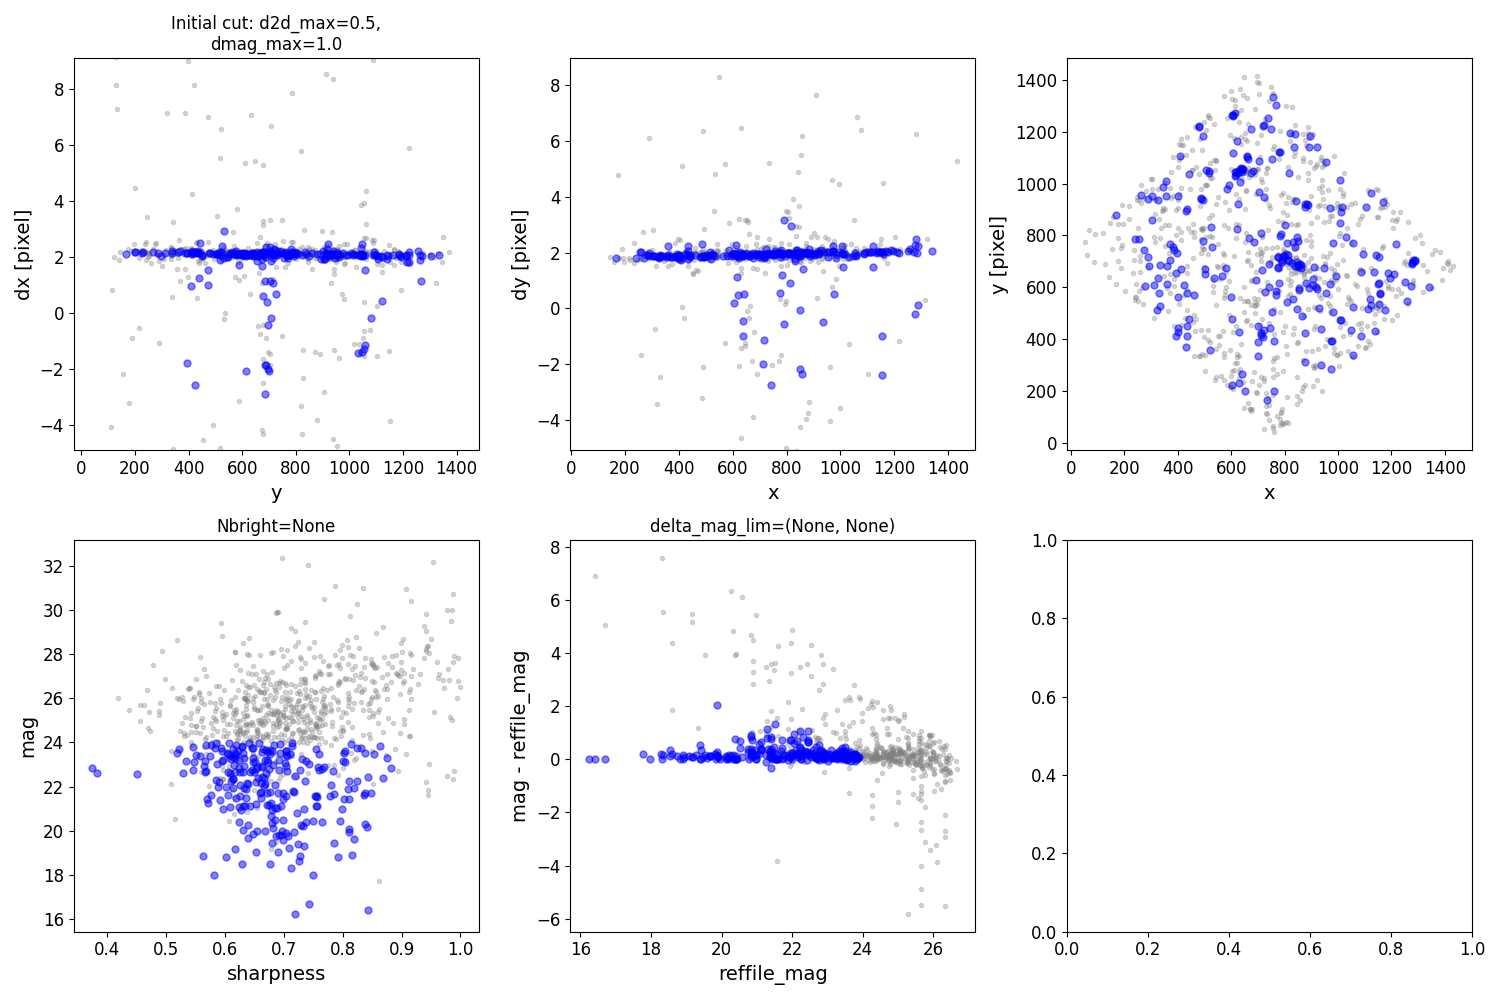 Initial cut: d2d_max=0.5,
dmag_max=1.0
dx [pixel]
8
6
4
2
0
−2
−4
0 200 400 600 800 1000 1200 1400
y
dy [pixel]
8
6
4
2
0
−2
−4
0 200 400 600 800 1000 1200 1400
x
y [pixel]
1400
1200
1000
800
600
400
200
0
0 200 400 600 800 1000 1200 1400
x
Nbright=None
mag
32
30
28
26
24
22
20
18
16
0.4 0.5 0.6 0.7 0.8 0.9 1.0
sharpness
delta_mag_lim=(None, None)
mag - reffile_mag
8
6
4
2
0
−2
−4
−6
16 18 20 22 24 26
reffile_mag
1.0
0.8
0.6
0.4
0.2
0.0
0.0 0.2 0.4 0.6 0.8 1.0